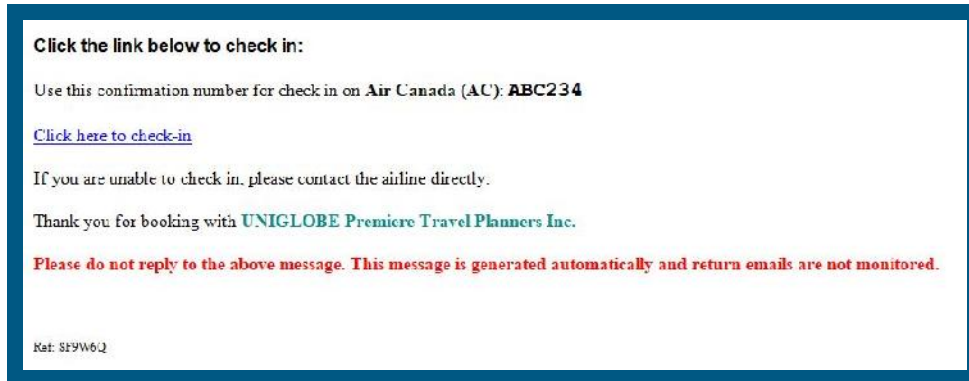 Click the link below to check in:
Use this confirmation number for check in on Air Canada (AC): ABC234
Click here to check-in
If you are unable to check in, please contact the airline directly.
Thank you for booking with UNIGLOBE Premiere Travel Planners Inc.
Please do not reply to the above message. This message is generated automatically and return emails are not monitored.
Ref: SF9W6Q